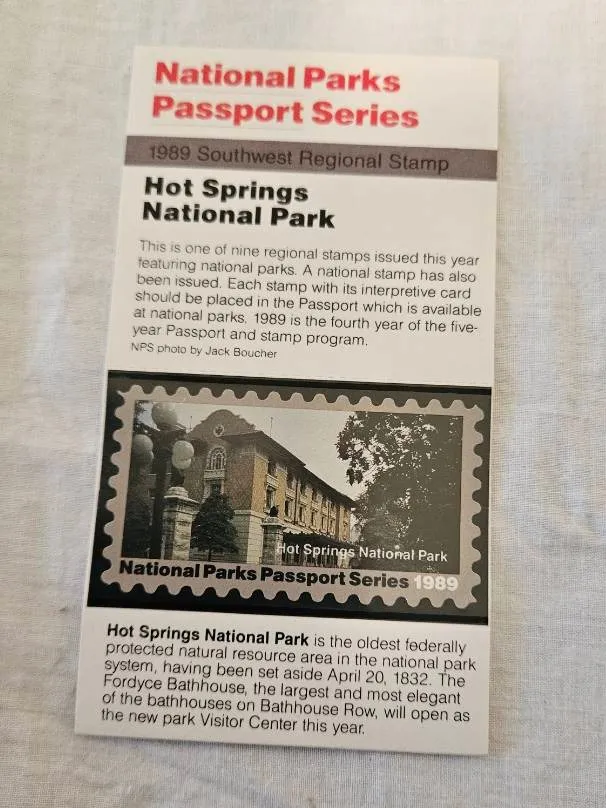 National Parks
Passport Series
1989 Southwest Regional Stamp
Hot Springs
National Park
This is one of nine regional stamps issued this year
featuring national parks. A national stamp has also
been issued. Each stamp with its interpretive card
should be placed in the Passport which is available
at national parks. 1989 is the fourth year of the five-
year Passport and stamp program.
NPS photo by Jack Boucher
Hot Springs National Park
National Parks Passport Series 1989
Hot Springs National Park is the oldest federally
protected natural resource area in the national park
system, having been set aside April 20, 1832. The
Fordyce Bathhouse, the largest and most elegant
of the bathhouses on Bathhouse Row, will open as
the new park Visitor Center this year.